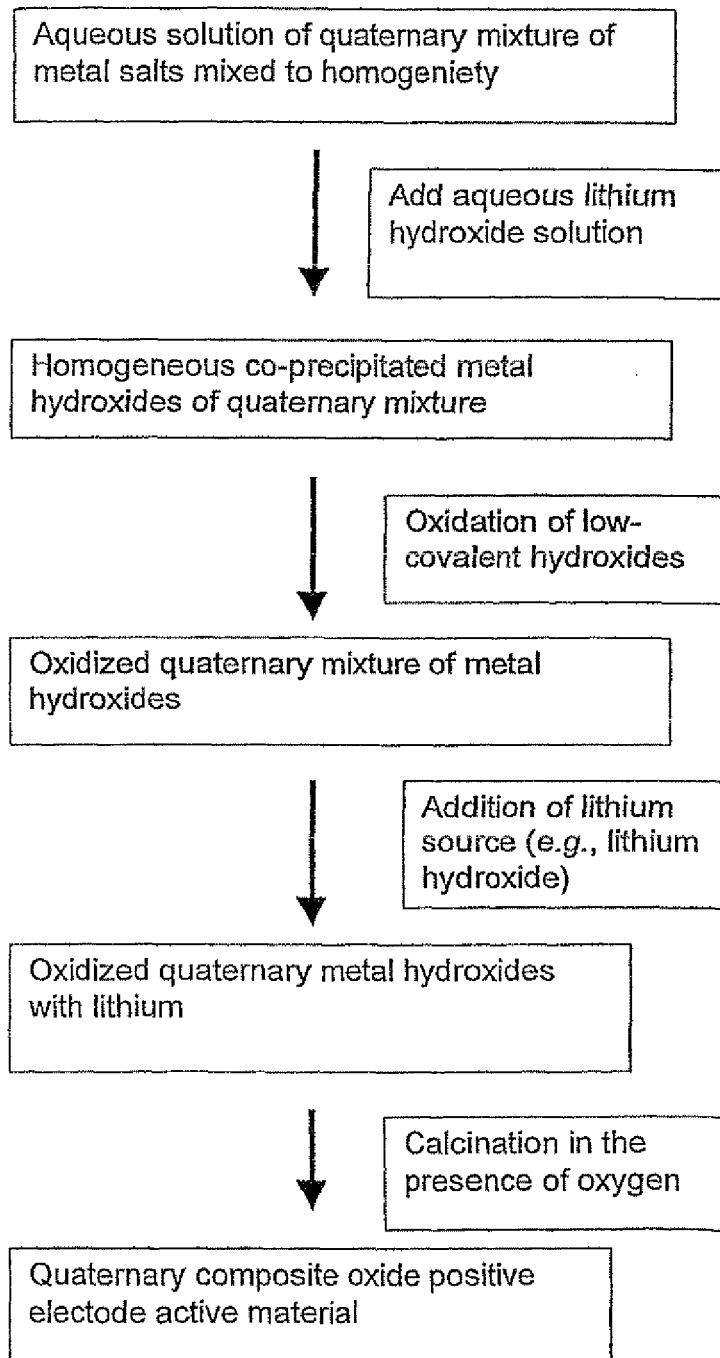 Aqueous solution of quaternary mixture of
metal salts mixed to homogeniety
Add aqueous lithium
hydroxide solution
Homogeneous co-precipitated metal
hydroxides of quaternary mixture
Oxidation of low-
covalent hydroxides
Oxidized quaternary mixture of metal
hydroxides
Addition of lithium
source (e.g., lithium
hydroxide)
Oxidized quaternary metal hydroxides
with lithium
Calcination in the
presence of oxygen
Quaternary composite oxide positive
electode active material